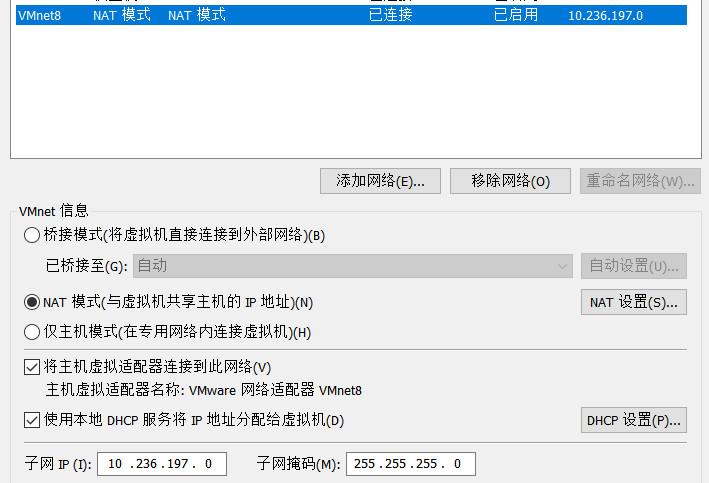 VMnet8 NAT 模式 NAT 模式 已连接 已启用 10.236.197.0
添加网络(E)... 移除网络(O) 重命名网络(W)...
VMnet 信息
桥接模式(将虚拟机直接连接到外部网络)(B)
已桥接至(G): 自动 自动设置(U)...
NAT 模式(与虚拟机共享主机的 IP 地址)(N) NAT 设置(S)...
仅主机模式(在专用网络内连接虚拟机)(H)
将主机虚拟适配器连接到此网络(V)
主机虚拟适配器名称: VMware 网络适配器 VMnet8
使用本地 DHCP 服务将 IP 地址分配给虚拟机(D) DHCP 设置(P)...
子网 IP (I): 10 .236.197. 0 子网掩码(M): 255.255.255. 0